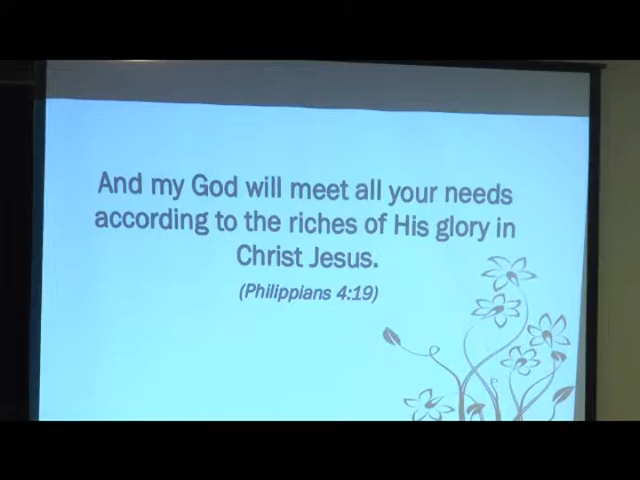 And my God will meet all your needs
according to the riches of His glory in
Christ Jesus.
(Philippians 4:19)